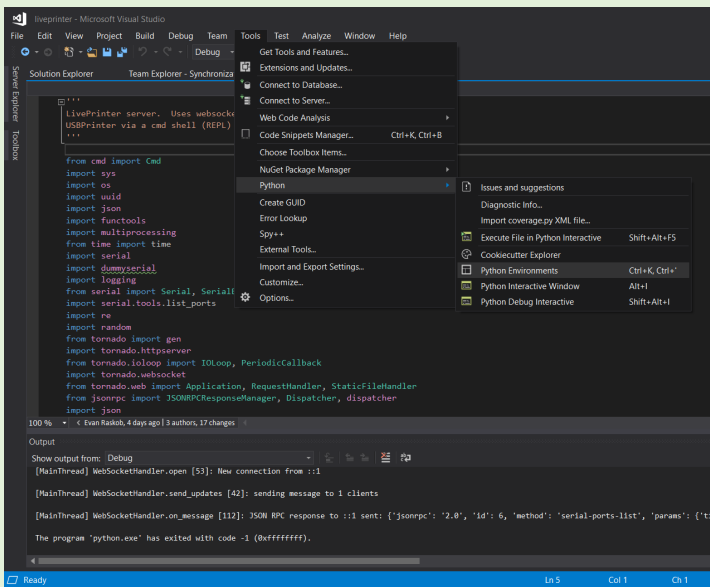 liveprinter - Microsoft Visual Studio
File Edit View Project Build Debug Team Tools Test Analyze Window Help
Debug
Server Explorer
Toolbox
Solution Explorer Team Explorer - Synchroniza
'''
LivePrinter server. Uses websocke
USBPrinter via a cmd shell (REPL)
'''
from cmd import Cmd
import sys
import os
import uuid
import json
import functools
import multiprocessing
from time import time
import serial
import dummyserial
import logging
from serial import Serial, Serial
import serial.tools.list_ports
import re
import random
from tornado import gen
import tornado.httpserver
from tornado.ioloop import IOLoop, PeriodicCallback
import tornado.websocket
from tornado.web import Application, RequestHandler, StaticFileHandler
from jsonrpc import JSONRPCResponseManager, Dispatcher, dispatcher
import json
Get Tools and Features...
Extensions and Updates...
Connect to Database...
Connect to Server...
Web Code Analysis
Code Snippets Manager... Ctrl+K, Ctrl+B
Choose Toolbox Items...
NuGet Package Manager
Python
Create GUID
Error Lookup
Spy++
External Tools...
Import and Export Settings...
Customize...
Options...
Issues and suggestions
Diagnostic Info...
Import coverage.py XML file...
Execute File in Python Interactive Shift+Alt+F5
Cookiecutter Explorer
Python Environments Ctrl+K, Ctrl+`
Python Interactive Window Alt+I
Python Debug Interactive Shift+Alt+I
100 % Evan Raskob, 4 days ago | 3 authors, 17 changes
Output
Show output from: Debug
[MainThread] WebSocketHandler.open [53]: New connection from ::1
[MainThread] WebSocketHandler.send_updates [42]: sending message to 1 clients
[MainThread] WebSocketHandler.on_message [112]: JSON RPC response to ::1 sent: {'jsonrpc': '2.0', 'id': 6, 'method': 'serial-ports-list', 'params': {'t
The program 'python.exe' has exited with code -1 (0xffffffff).
Ready Ln 5 Col 1 Ch 1